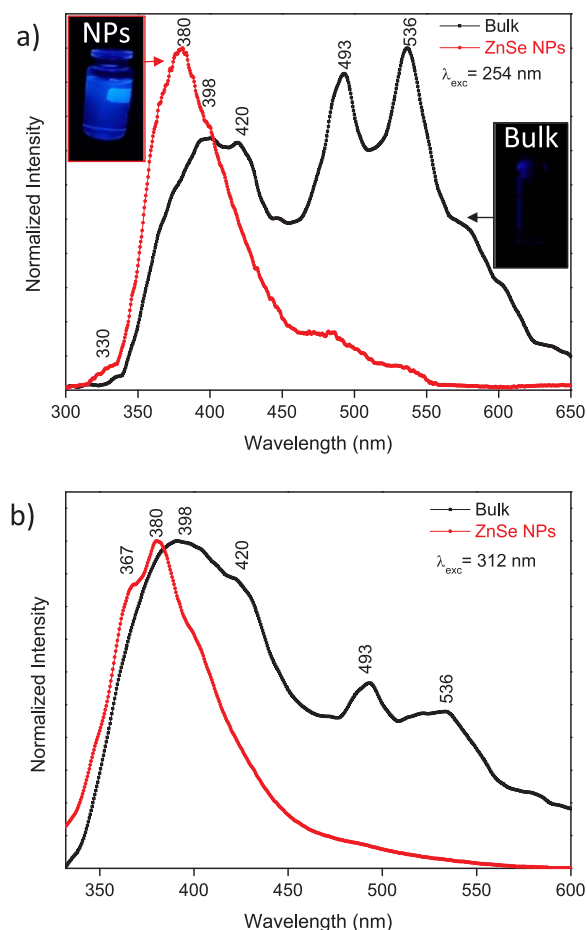 a)
NPs
380
398
420
493
536
330
Bulk
ZnSe NPs
λexc= 254 nm
Bulk
Normalized Intensity
300 350 400 450 500 550 600 650
Wavelength (nm)
b)
367
380
398
420
493
536
Bulk
ZnSe NPs
λexc= 312 nm
Normalized Intensity
350 400 450 500 550 600
Wavelength (nm)